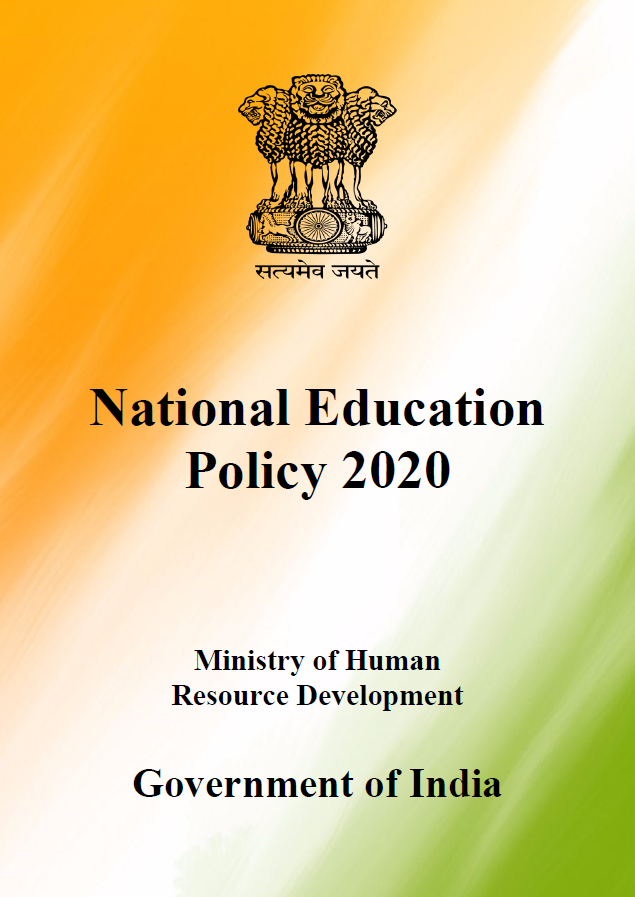 सत्यमेव जयते
National Education
Policy 2020
Ministry of Human
Resource Development
Government of India